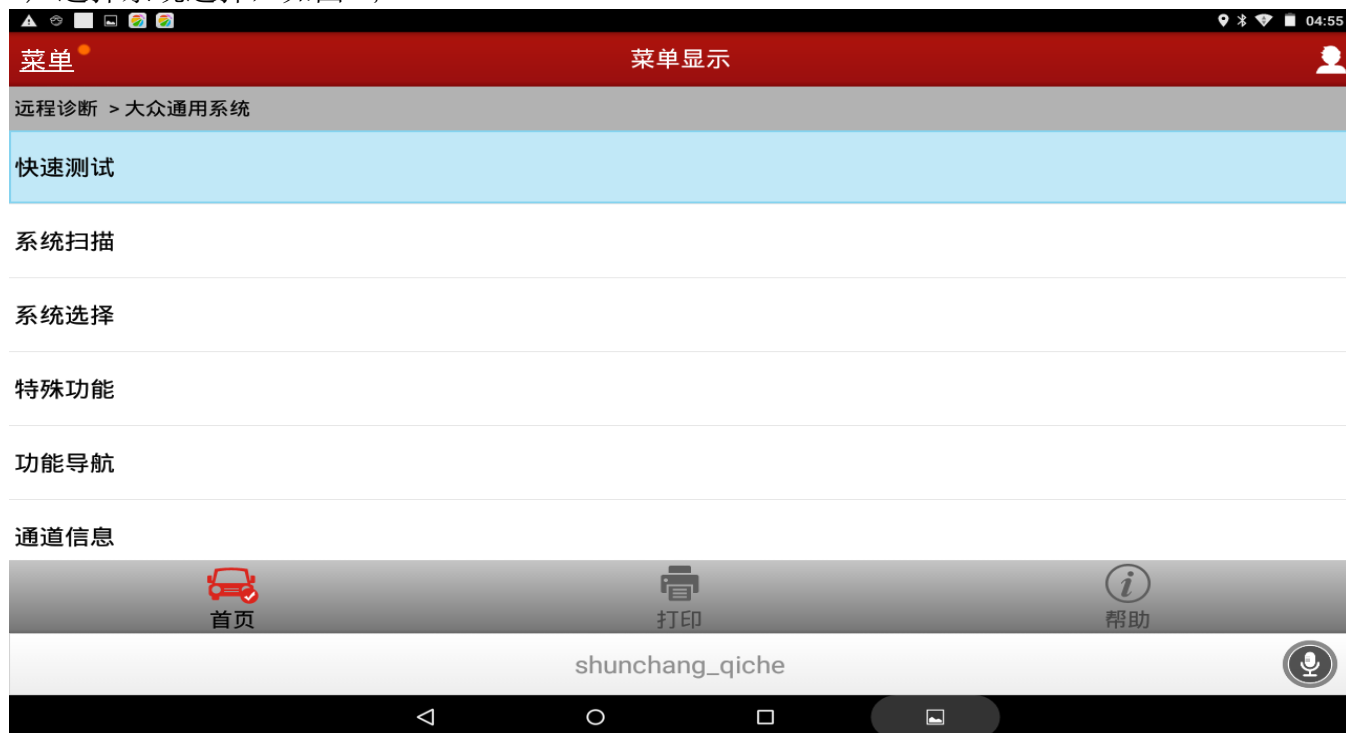 04:55
菜单
菜单显示
远程诊断 >大众通用系统
快速测试
系统扫描
系统选择
特殊功能
功能导航
通道信息
首页
打印
帮助
shunchang_qiche